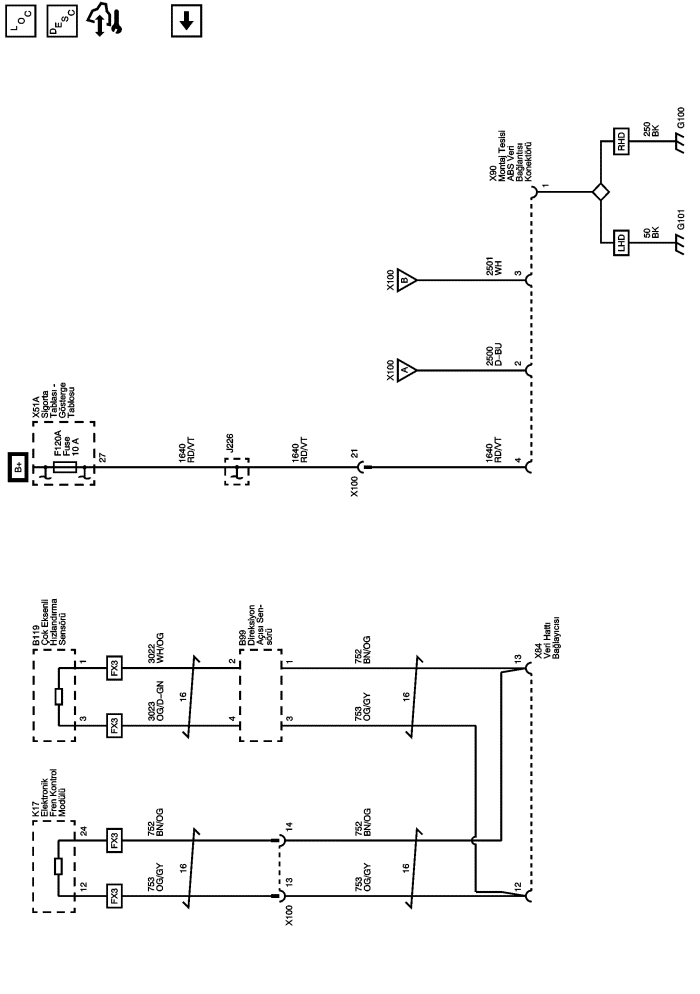 LOC
DESC
B+
X51A
Sigorta
Tablası -
Gösterge
Tablosu
F120A
Fuse
10 A
27
1640
RD/VT
J226
1640
RD/VT
21
X100
1640
RD/VT
4
X100
A
2500
D-BU
2
X100
B
2501
WH
3
X90
Montaj Tesisi
ABS Veri
Bağlantısı
Konektörü
1
RHD
250
BK
G100
LHD
50
BK
G101
K17
Elektronik
Fren Kontrol
Modülü
24
12
FX3
FX3
752
BN/OG
753
OG/GY
16
14
13
X100
752
BN/OG
753
OG/GY
16
12
B119
Çok Eksenli
Hızlandırma
Sensörü
1
3
FX3
FX3
3022
WH/OG
3023
OG/D-GN
16
B99
Direksiyon
Açısı Sen-
sörü
2
4
1
3
752
BN/OG
753
OG/GY
16
13
X84
Veri Hattı
Bağlayıcısı